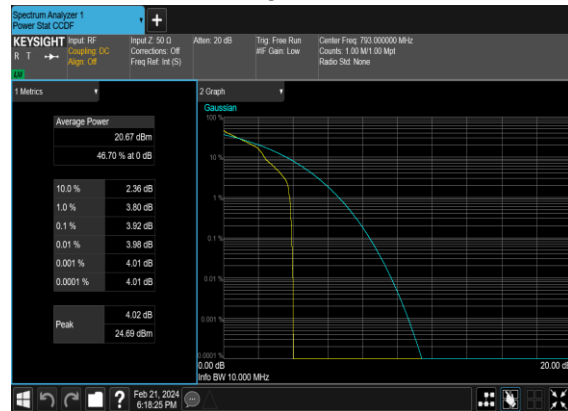 Spectrum Analyzer 1
Power Stat CCDF
KEYSIGHT
R T
LXI
Input: RF
Coupling: DC
Align: Off
Input Z: 50 Ω
Corrections: Off
Freq Ref: Int (S)
Atten: 20 dB
Trig: Free Run
#IF Gain: Low
Center Freq: 793.000000 MHz
Counts: 1.00 M/1.00 Mpt
Radio Std: None
1 Metrics
Average Power
20.67 dBm
46.70 % at 0 dB
10.0 % 2.36 dB
1.0 % 3.80 dB
0.1 % 3.92 dB
0.01 % 3.98 dB
0.001 % 4.01 dB
0.0001 % 4.01 dB
Peak
4.02 dB
24.69 dBm
2 Graph
Gaussian
100 %
10 %
1 %
0.1 %
0.01 %
0.001 %
0.0001 %
0.00 dB
20.00 dB
Info BW 10.000 MHz
Feb 21, 2024
6:18:25 PM